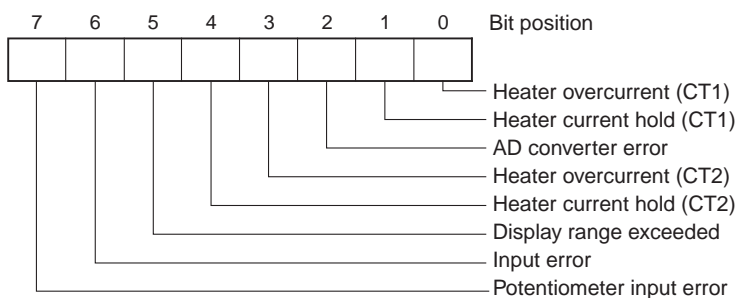 7 6 5 4 3 2 1 0 Bit position
Heater overcurrent (CT1)
Heater current hold (CT1)
AD converter error
Heater overcurrent (CT2)
Heater current hold (CT2)
Display range exceeded
Input error
Potentiometer input error